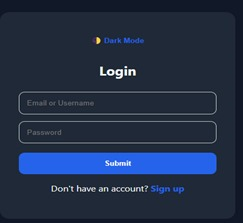 Dark Mode
Login
Email or Username
Password
Submit
Don't have an account? Sign up